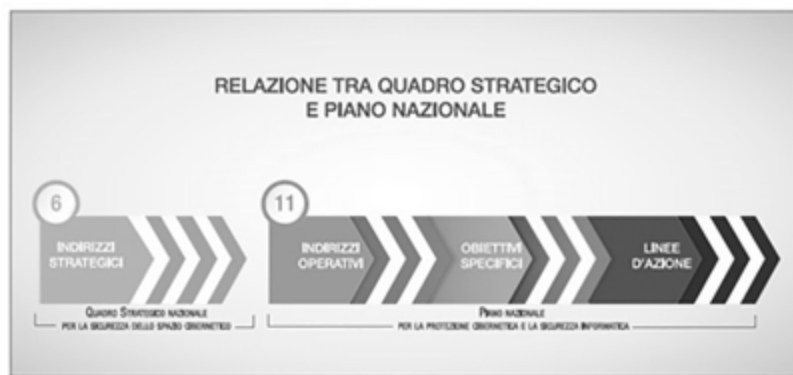 RELAZIONE TRA QUADRO STRATEGICO
E PIANO NAZIONALE
6
INDIRIZZI
STRATEGICI
11
INDIRIZZI
OPERATIVI
OBIETTIVI
SPECIFICI
LINEE
D'AZIONE
QUADRO STRATEGICO NAZIONALE
PER LA SICUREZZA DELLO SPAZIO CIBERNETICO
PIANO NAZIONALE
PER LA PROTEZIONE CIBERNETICA E LA SICUREZZA INFORMATICA